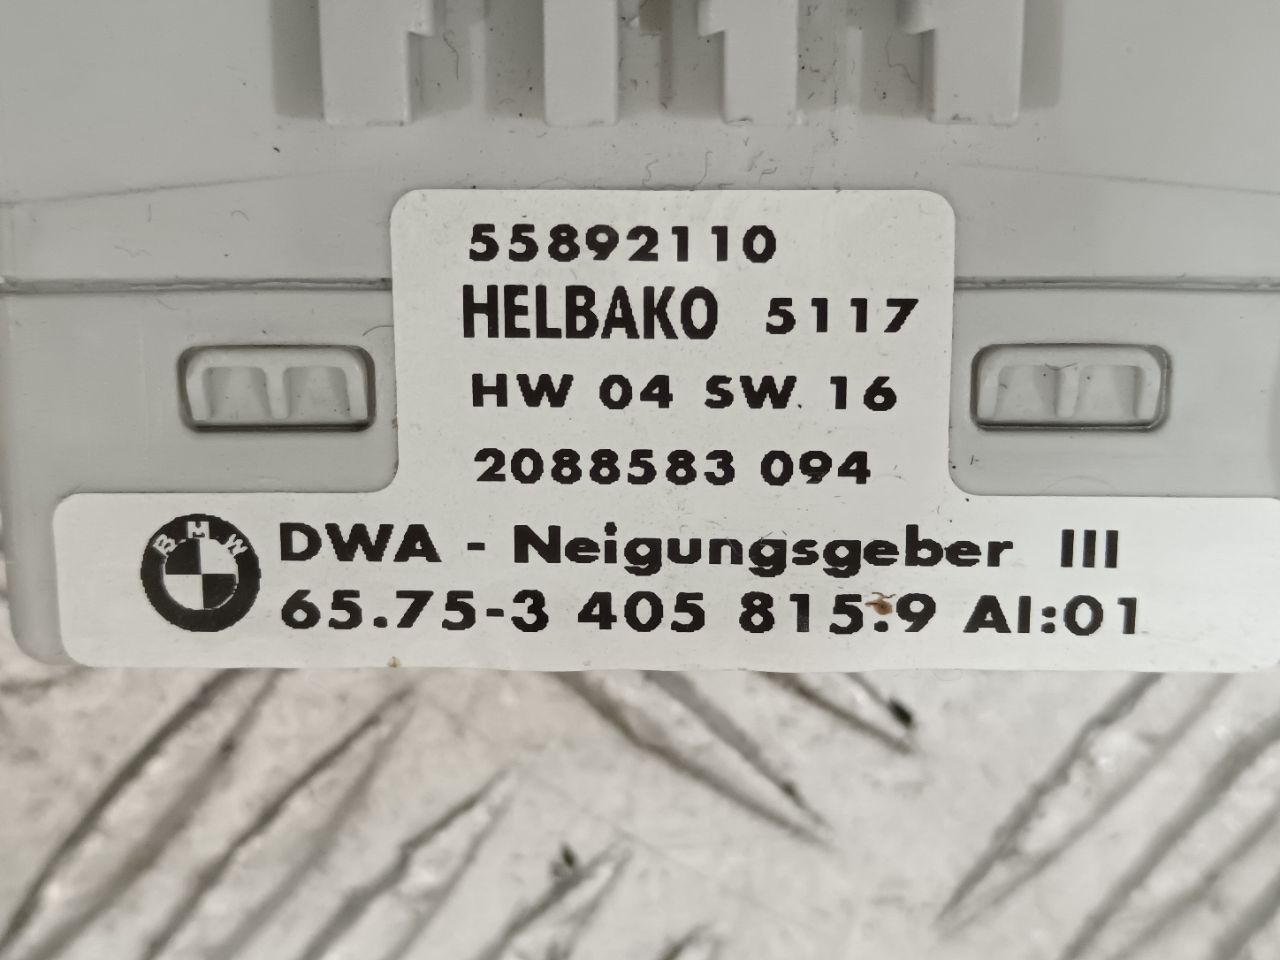 55892110
HELBAKO 5117
HW 04 SW 16
2088583 094
BMW
DWA - Neigungsgeber III
65.75-3 405 815.9 AI:01